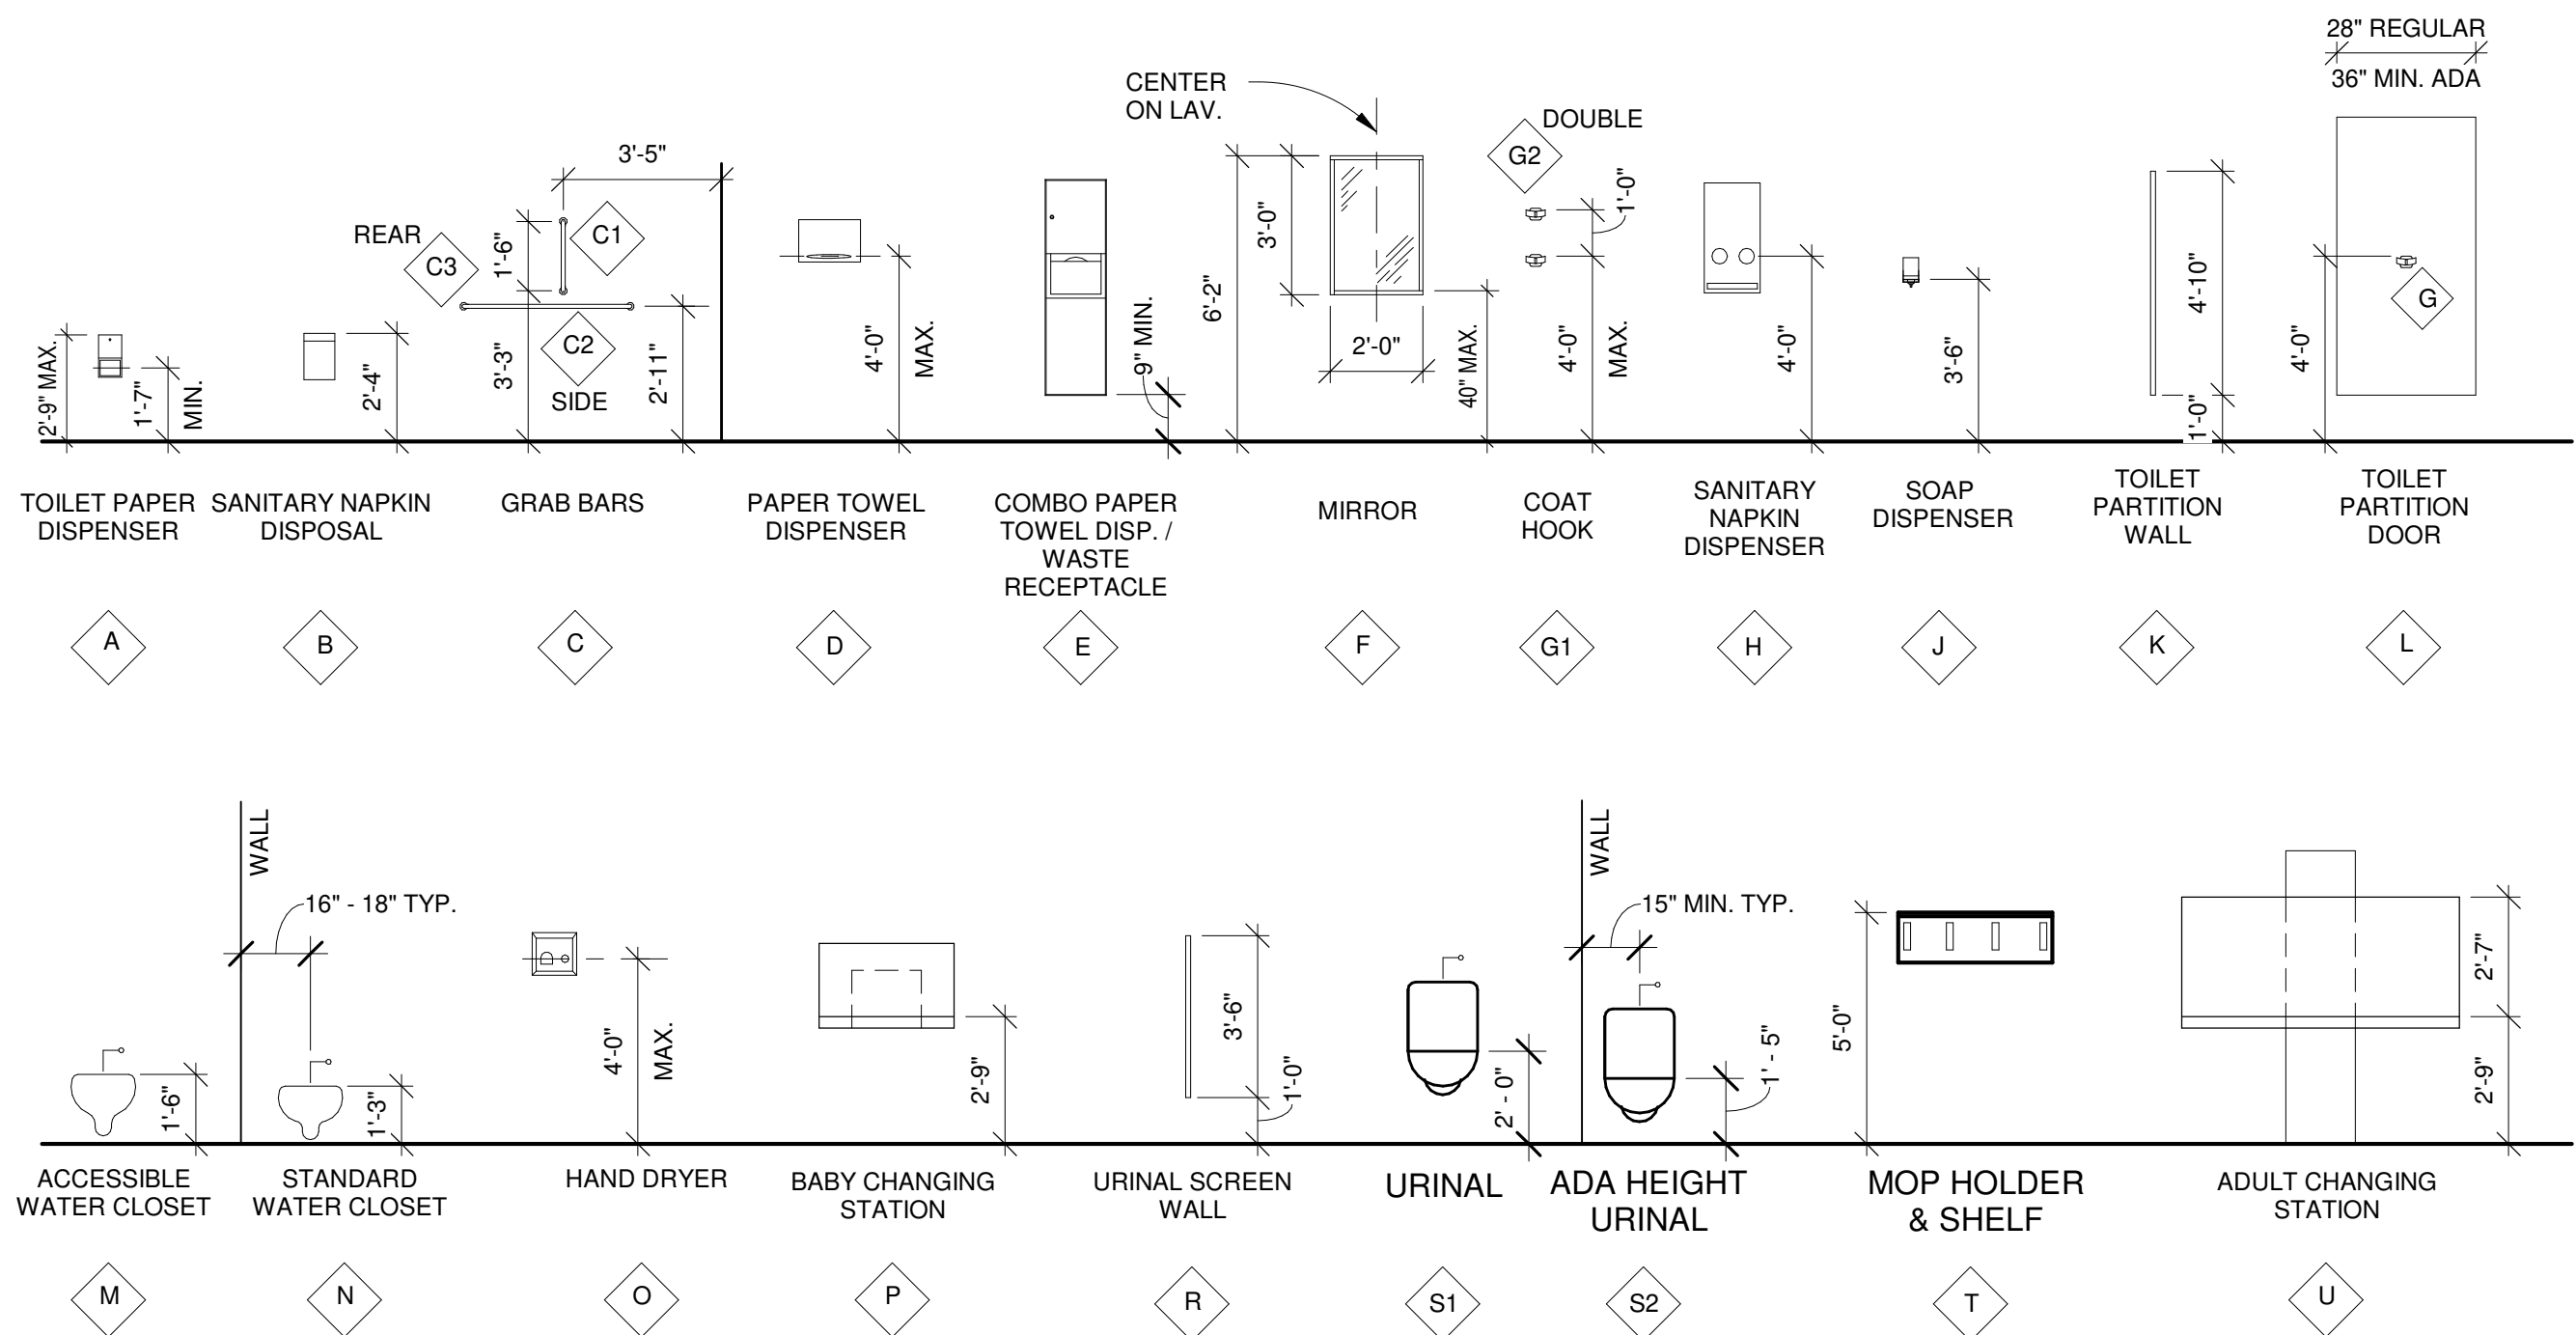 28" REGULAR
36" MIN. ADA
CENTER
ON LAV.
DOUBLE
G2
3'-5"
REAR
C3
1'-6"
C1
3'-3"
C2
SIDE
2'-11"
2'-9" MAX.
1'-7"
MIN.
2'-4"
4'-0"
MAX.
9" MIN.
6'-2"
3'-0"
2'-0"
40" MAX.
1'-0"
4'-0"
MAX.
4'-0"
3'-6"
4'-10"
1'-0"
4'-0"
G
TOILET PAPER
DISPENSER
SANITARY NAPKIN
DISPOSAL
GRAB BARS
PAPER TOWEL
DISPENSER
COMBO PAPER
TOWEL DISP. /
WASTE
RECEPTACLE
MIRROR
COAT
HOOK
SANITARY
NAPKIN
DISPENSER
SOAP
DISPENSER
TOILET
PARTITION
WALL
TOILET
PARTITION
DOOR
A
B
C
D
E
F
G1
H
J
K
L
WALL
16" - 18" TYP.
1'-6"
1'-3"
4'-0"
MAX.
2'-9"
3'-6"
1'-0"
2' - 0"
WALL
15" MIN. TYP.
1' - 5"
5'-0"
2'-7"
2'-9"
ACCESSIBLE
WATER CLOSET
STANDARD
WATER CLOSET
HAND DRYER
BABY CHANGING
STATION
URINAL SCREEN
WALL
URINAL
ADA HEIGHT
URINAL
MOP HOLDER
& SHELF
ADULT CHANGING
STATION
M
N
O
P
R
S1
S2
T
U